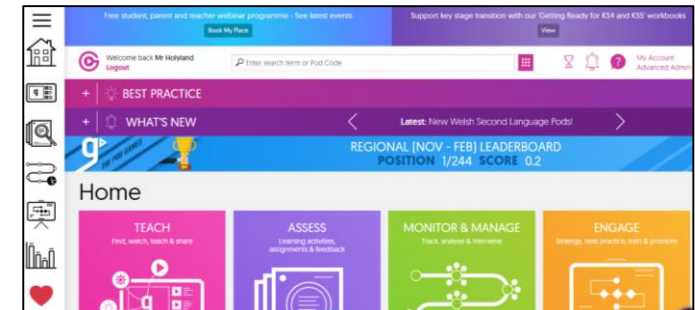 Free student, parent and teacher webinar programme - See latest events
Book My Place
Support key stage transition with our 'Getting Ready for KS4 and KS5' workbooks
View
Welcome back Mr Holyland
Logout
Enter search term or Pod Code
?
My Account
Advanced Admin
+ BEST PRACTICE
+ WHAT'S NEW
Latest: New Welsh Second Language Pods!
g THE POD GAMES
REGIONAL (NOV - FEB) LEADERBOARD
POSITION 1/244 SCORE 0.2
Home
TEACH
Find, watch, teach & share
ASSESS
Learning activities,
assignments & feedback
MONITOR & MANAGE
Track, analyse & intervene
ENGAGE
Strategy, best practice, train & promote